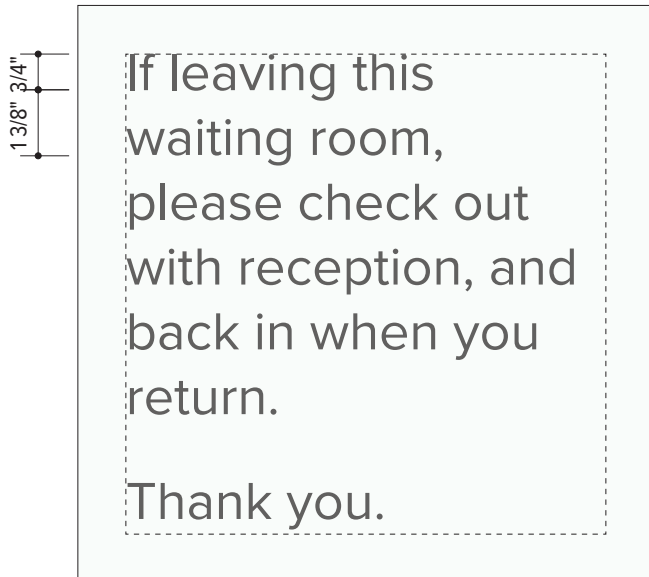 3/4"
1 3/8"
If leaving this
waiting room,
please check out
with reception, and
back in when you
return.
Thank you.